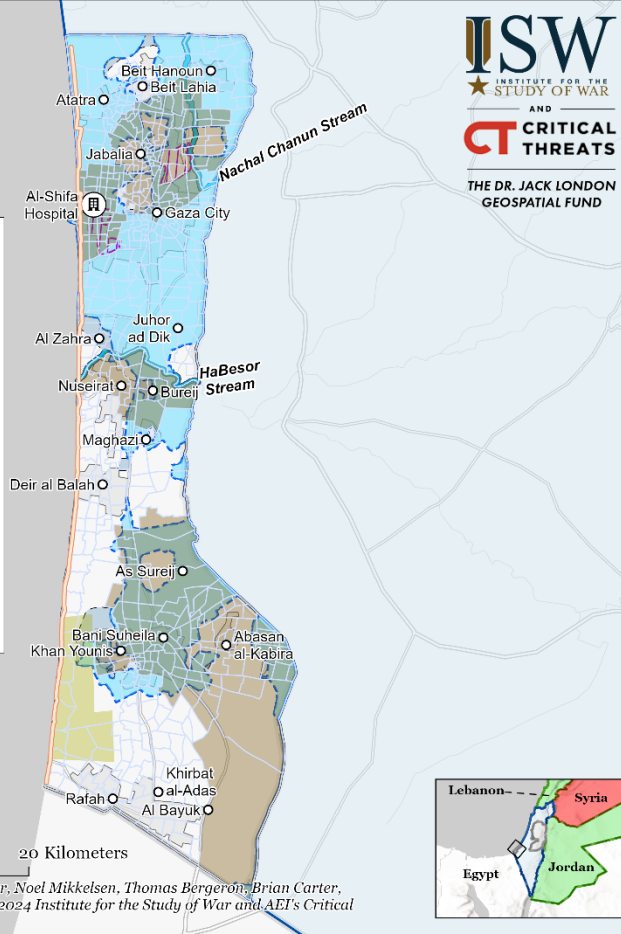 ISW
INSTITUTE FOR THE
STUDY OF WAR
AND
CT CRITICAL
THREATS
THE DR. JACK LONDON
GEOSPATIAL FUND
Beit Hanoun
Beit Lahia
Atatra
Nachal Chanun Stream
Jabalia
Al-Shifa
Hospital
Gaza City
Juhor
ad Dik
Al Zahra
HaBesor
Stream
Nuseirat
Bureij
Maghazi
Deir al Balah
As Sureij
Bani Suheila
Khan Younis
Abasan
al-Kabira
Khirbat
al-Adas
Rafah
Al Bayuk
Lebanon
Syria
Egypt
Jordan
20 Kilometers
r, Noel Mikkelsen, Thomas Bergeron, Brian Carter,
2024 Institute for the Study of War and AEI's Critical